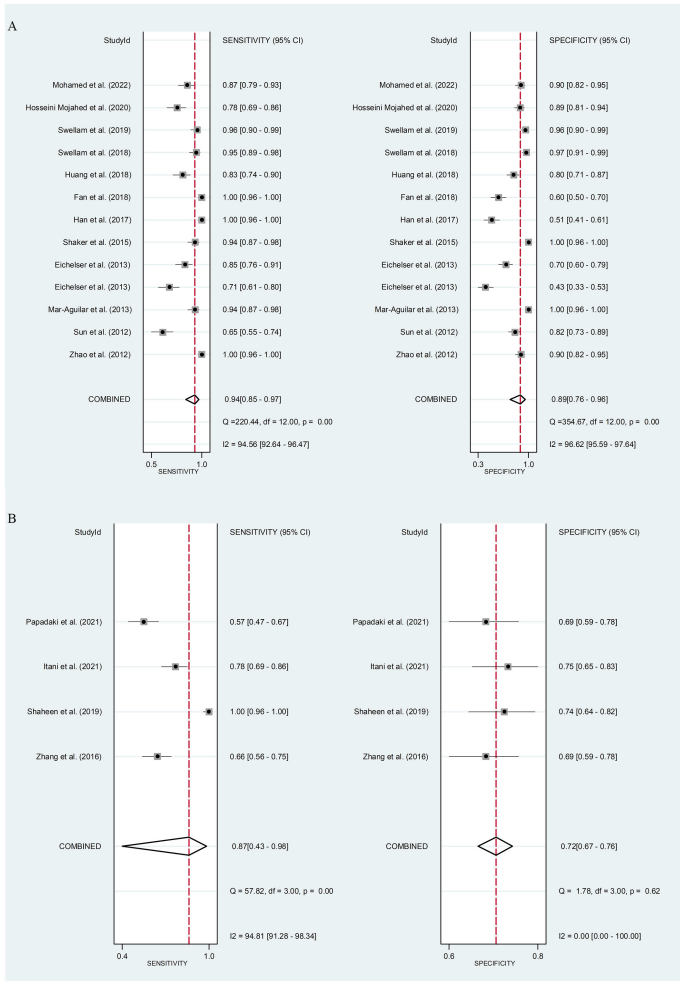 A
StudyId SENSITIVITY (95% CI) StudyId SPECIFICITY (95% CI)
Mohamed et al. (2022) 0.87 [0.79 - 0.93] Mohamed et al. (2022) 0.90 [0.82 - 0.95]
Hosseini Mojahed et al. (2020) 0.78 [0.69 - 0.86] Hosseini Mojahed et al. (2020) 0.89 [0.81 - 0.94]
Swellam et al. (2019) 0.96 [0.90 - 0.99] Swellam et al. (2019) 0.96 [0.90 - 0.99]
Swellam et al. (2018) 0.95 [0.89 - 0.98] Swellam et al. (2018) 0.97 [0.91 - 0.99]
Huang et al. (2018) 0.83 [0.74 - 0.90] Huang et al. (2018) 0.80 [0.71 - 0.87]
Fan et al. (2018) 1.00 [0.96 - 1.00] Fan et al. (2018) 0.60 [0.50 - 0.70]
Han et al. (2017) 1.00 [0.96 - 1.00] Han et al. (2017) 0.51 [0.41 - 0.61]
Shaker et al. (2015) 0.94 [0.87 - 0.98] Shaker et al. (2015) 1.00 [0.96 - 1.00]
Eichelser et al. (2013) 0.85 [0.76 - 0.91] Eichelser et al. (2013) 0.70 [0.60 - 0.79]
Eichelser et al. (2013) 0.71 [0.61 - 0.80] Eichelser et al. (2013) 0.43 [0.33 - 0.53]
Mar-Aguilar et al. (2013) 0.94 [0.87 - 0.98] Mar-Aguilar et al. (2013) 1.00 [0.96 - 1.00]
Sun et al. (2012) 0.65 [0.55 - 0.74] Sun et al. (2012) 0.82 [0.73 - 0.89]
Zhao et al. (2012) 1.00 [0.96 - 1.00] Zhao et al. (2012) 0.90 [0.82 - 0.95]
COMBINED 0.94[0.85 - 0.97] COMBINED 0.89[0.76 - 0.96]
Q =220.44, df = 12.00, p = 0.00 Q =354.67, df = 12.00, p = 0.00
I2 = 94.56 [92.64 - 96.47] I2 = 96.62 [95.59 - 97.64]
0.5 1.0 0.3 1.0
SENSITIVITY SPECIFICITY
B
StudyId SENSITIVITY (95% CI) StudyId SPECIFICITY (95% CI)
Papadaki et al. (2021) 0.57 [0.47 - 0.67] Papadaki et al. (2021) 0.69 [0.59 - 0.78]
Itani et al. (2021) 0.78 [0.69 - 0.86] Itani et al. (2021) 0.75 [0.65 - 0.83]
Shaheen et al. (2019) 1.00 [0.96 - 1.00] Shaheen et al. (2019) 0.74 [0.64 - 0.82]
Zhang et al. (2016) 0.66 [0.56 - 0.75] Zhang et al. (2016) 0.69 [0.59 - 0.78]
COMBINED 0.87[0.43 - 0.98] COMBINED 0.72[0.67 - 0.76]
Q = 57.82, df = 3.00, p = 0.00 Q = 1.78, df = 3.00, p = 0.62
I2 = 94.81 [91.28 - 98.34] I2 = 0.00 [0.00 - 100.00]
0.4 1.0 0.6 0.8
SENSITIVITY SPECIFICITY